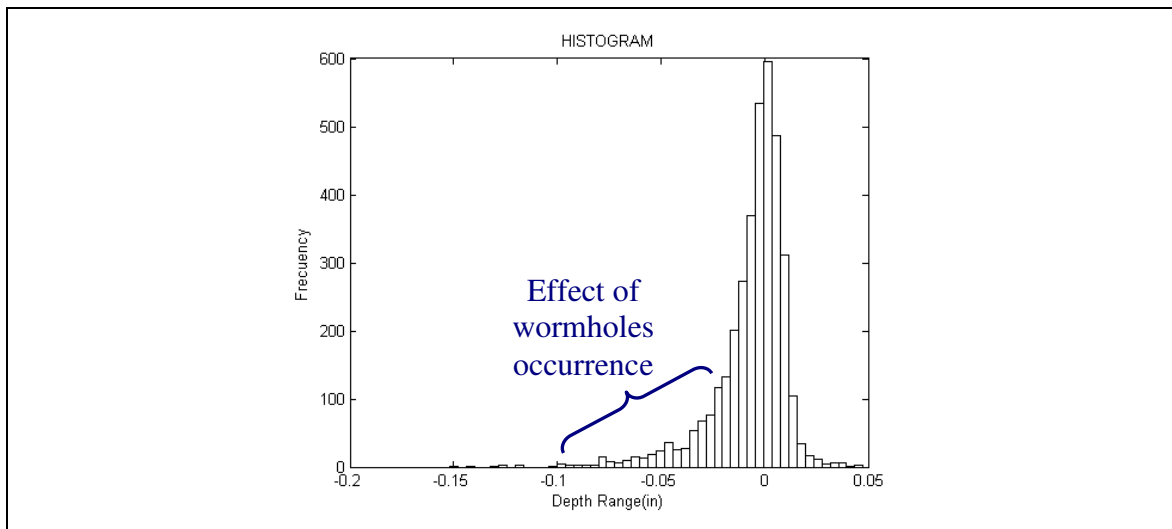 HISTOGRAM
600
500
400
300
200
100
0
Frecuency
Effect of
wormholes
occurrence
-0.2
-0.15
-0.1
-0.05
0
0.05
Depth Range(in)